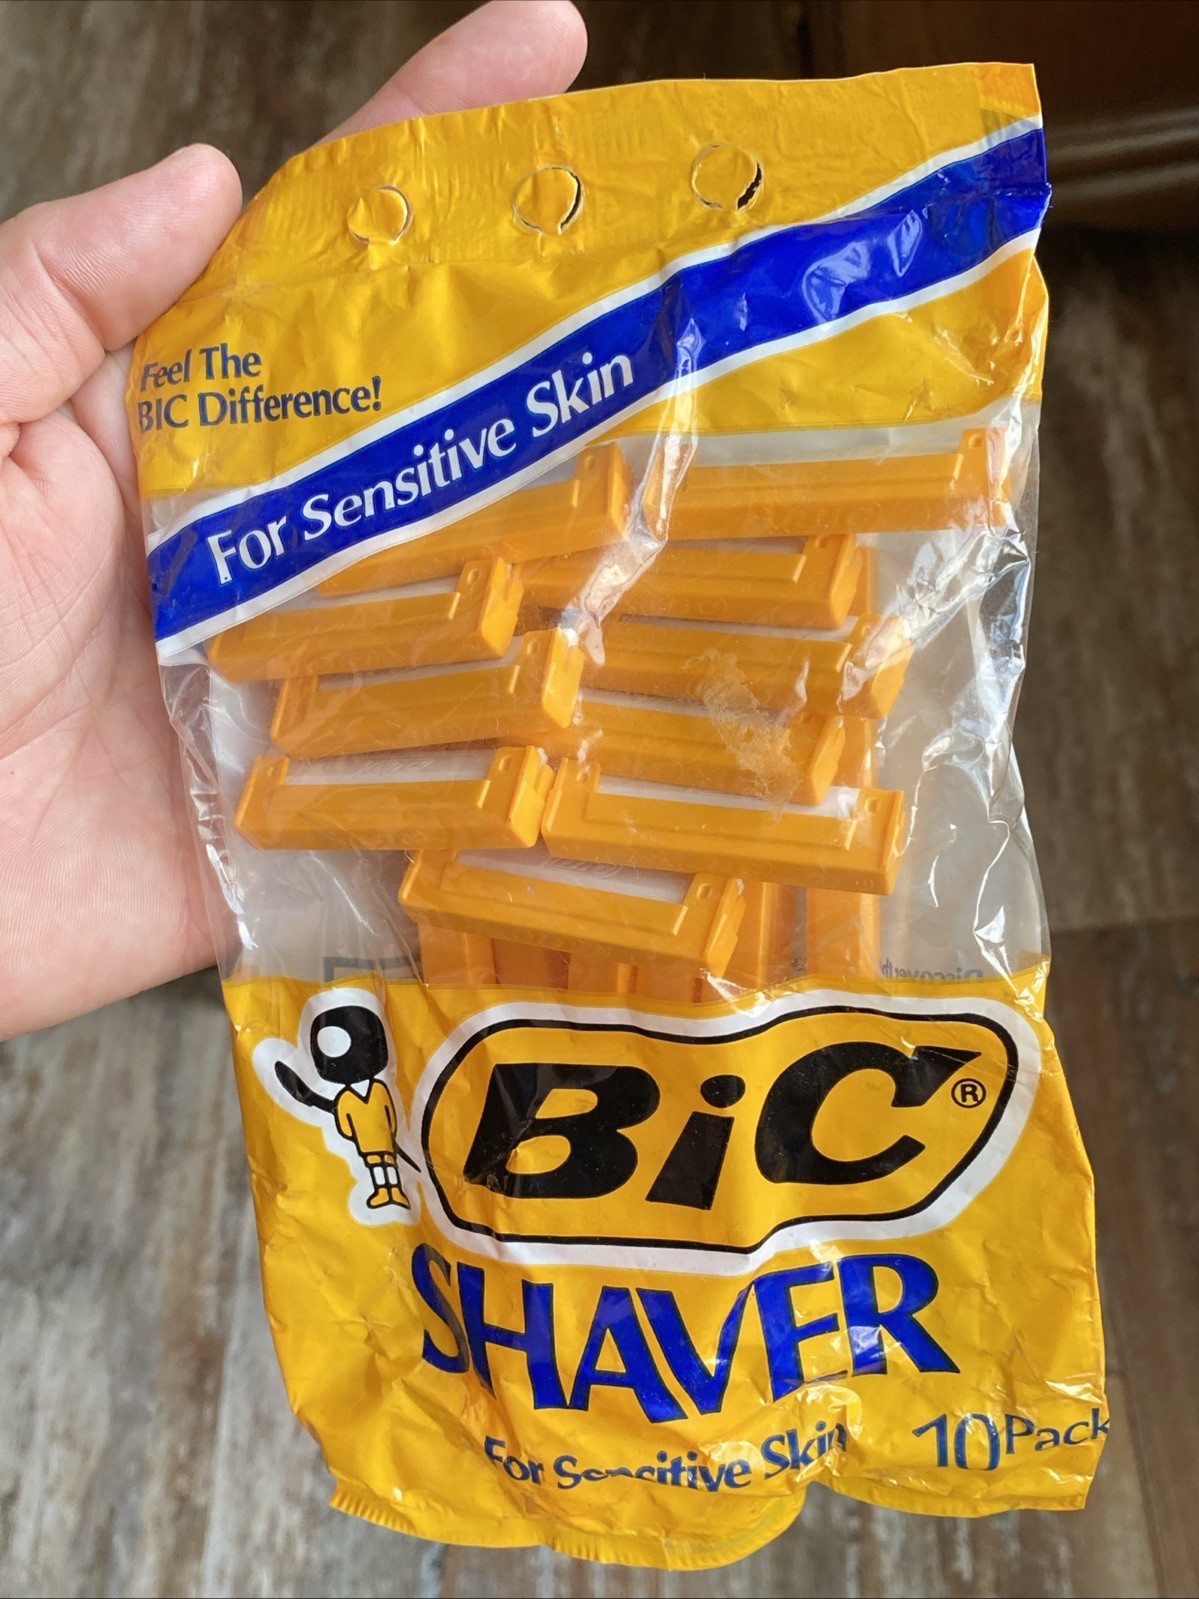 Feel The
BIC Difference!
For Sensitive Skin
BiC®
SHAVER
For Sensitive Skin
10 Pack